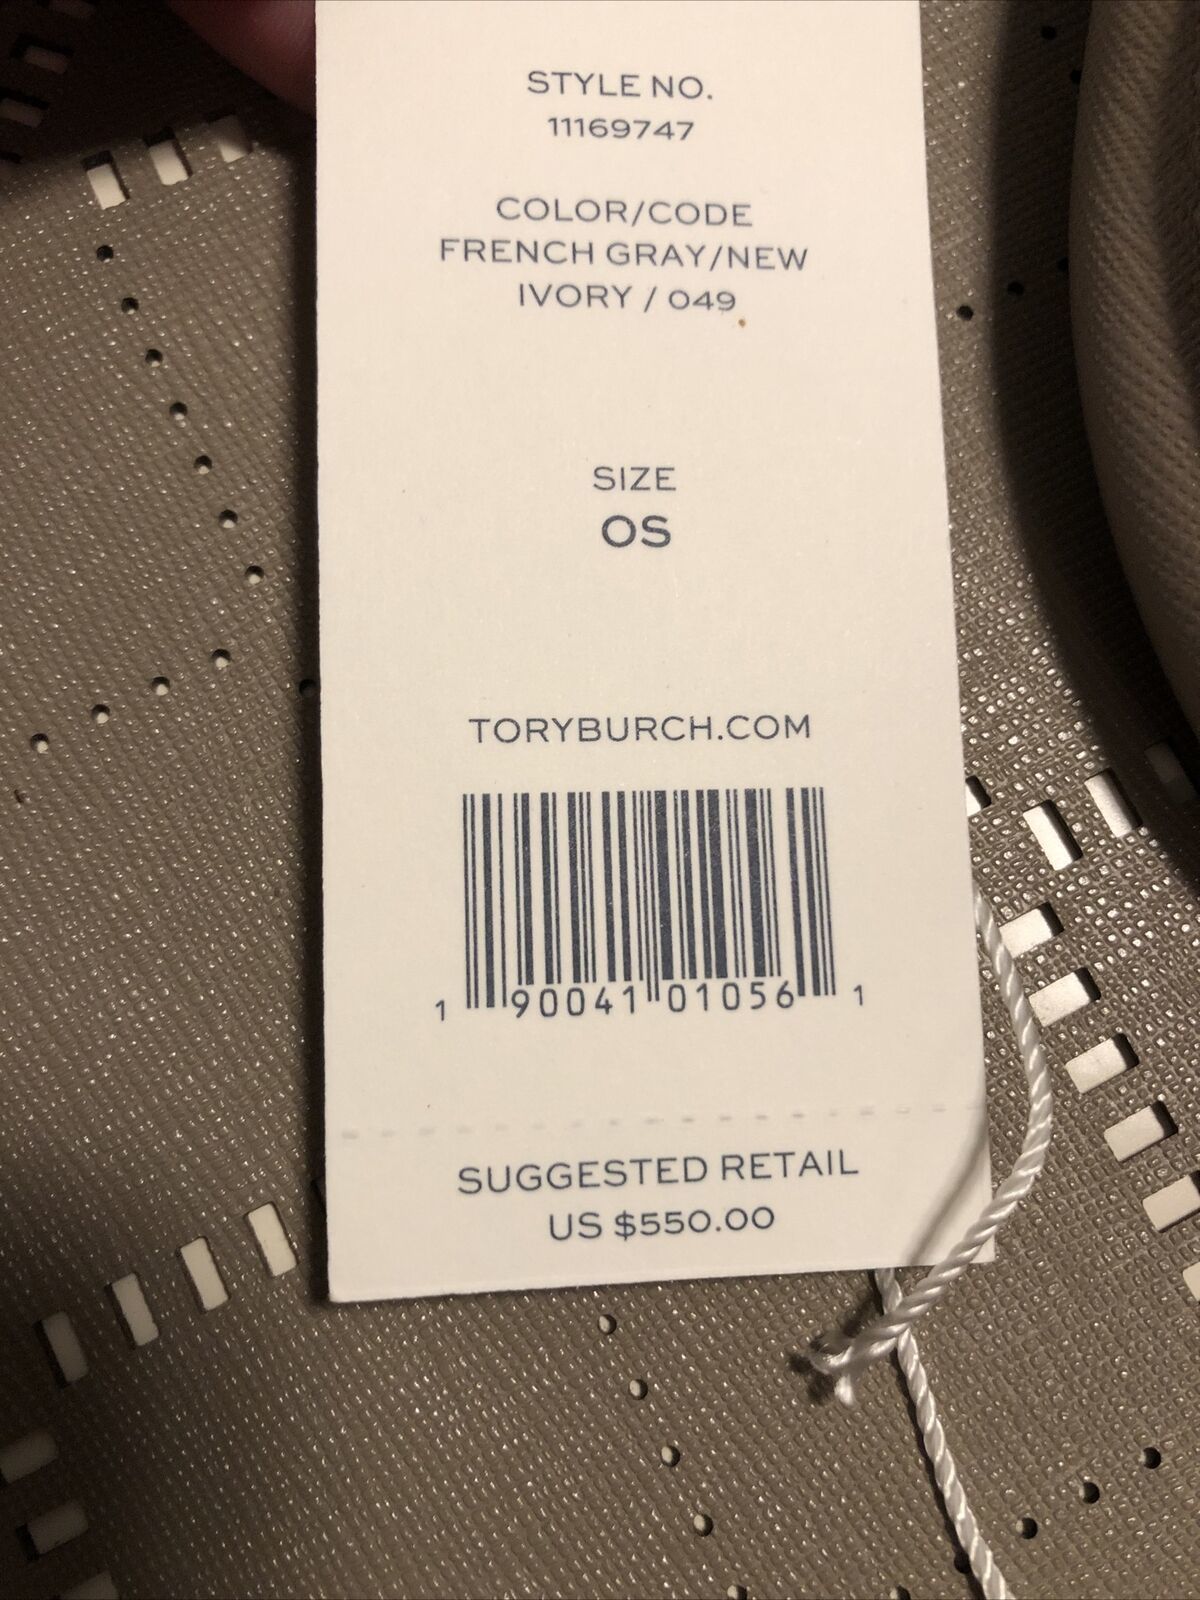 STYLE NO.
11169747
COLOR/CODE
FRENCH GRAY/NEW
IVORY / 049
SIZE
OS
TORYBURCH.COM
1 90041 01056 1
SUGGESTED RETAIL
US $550.00